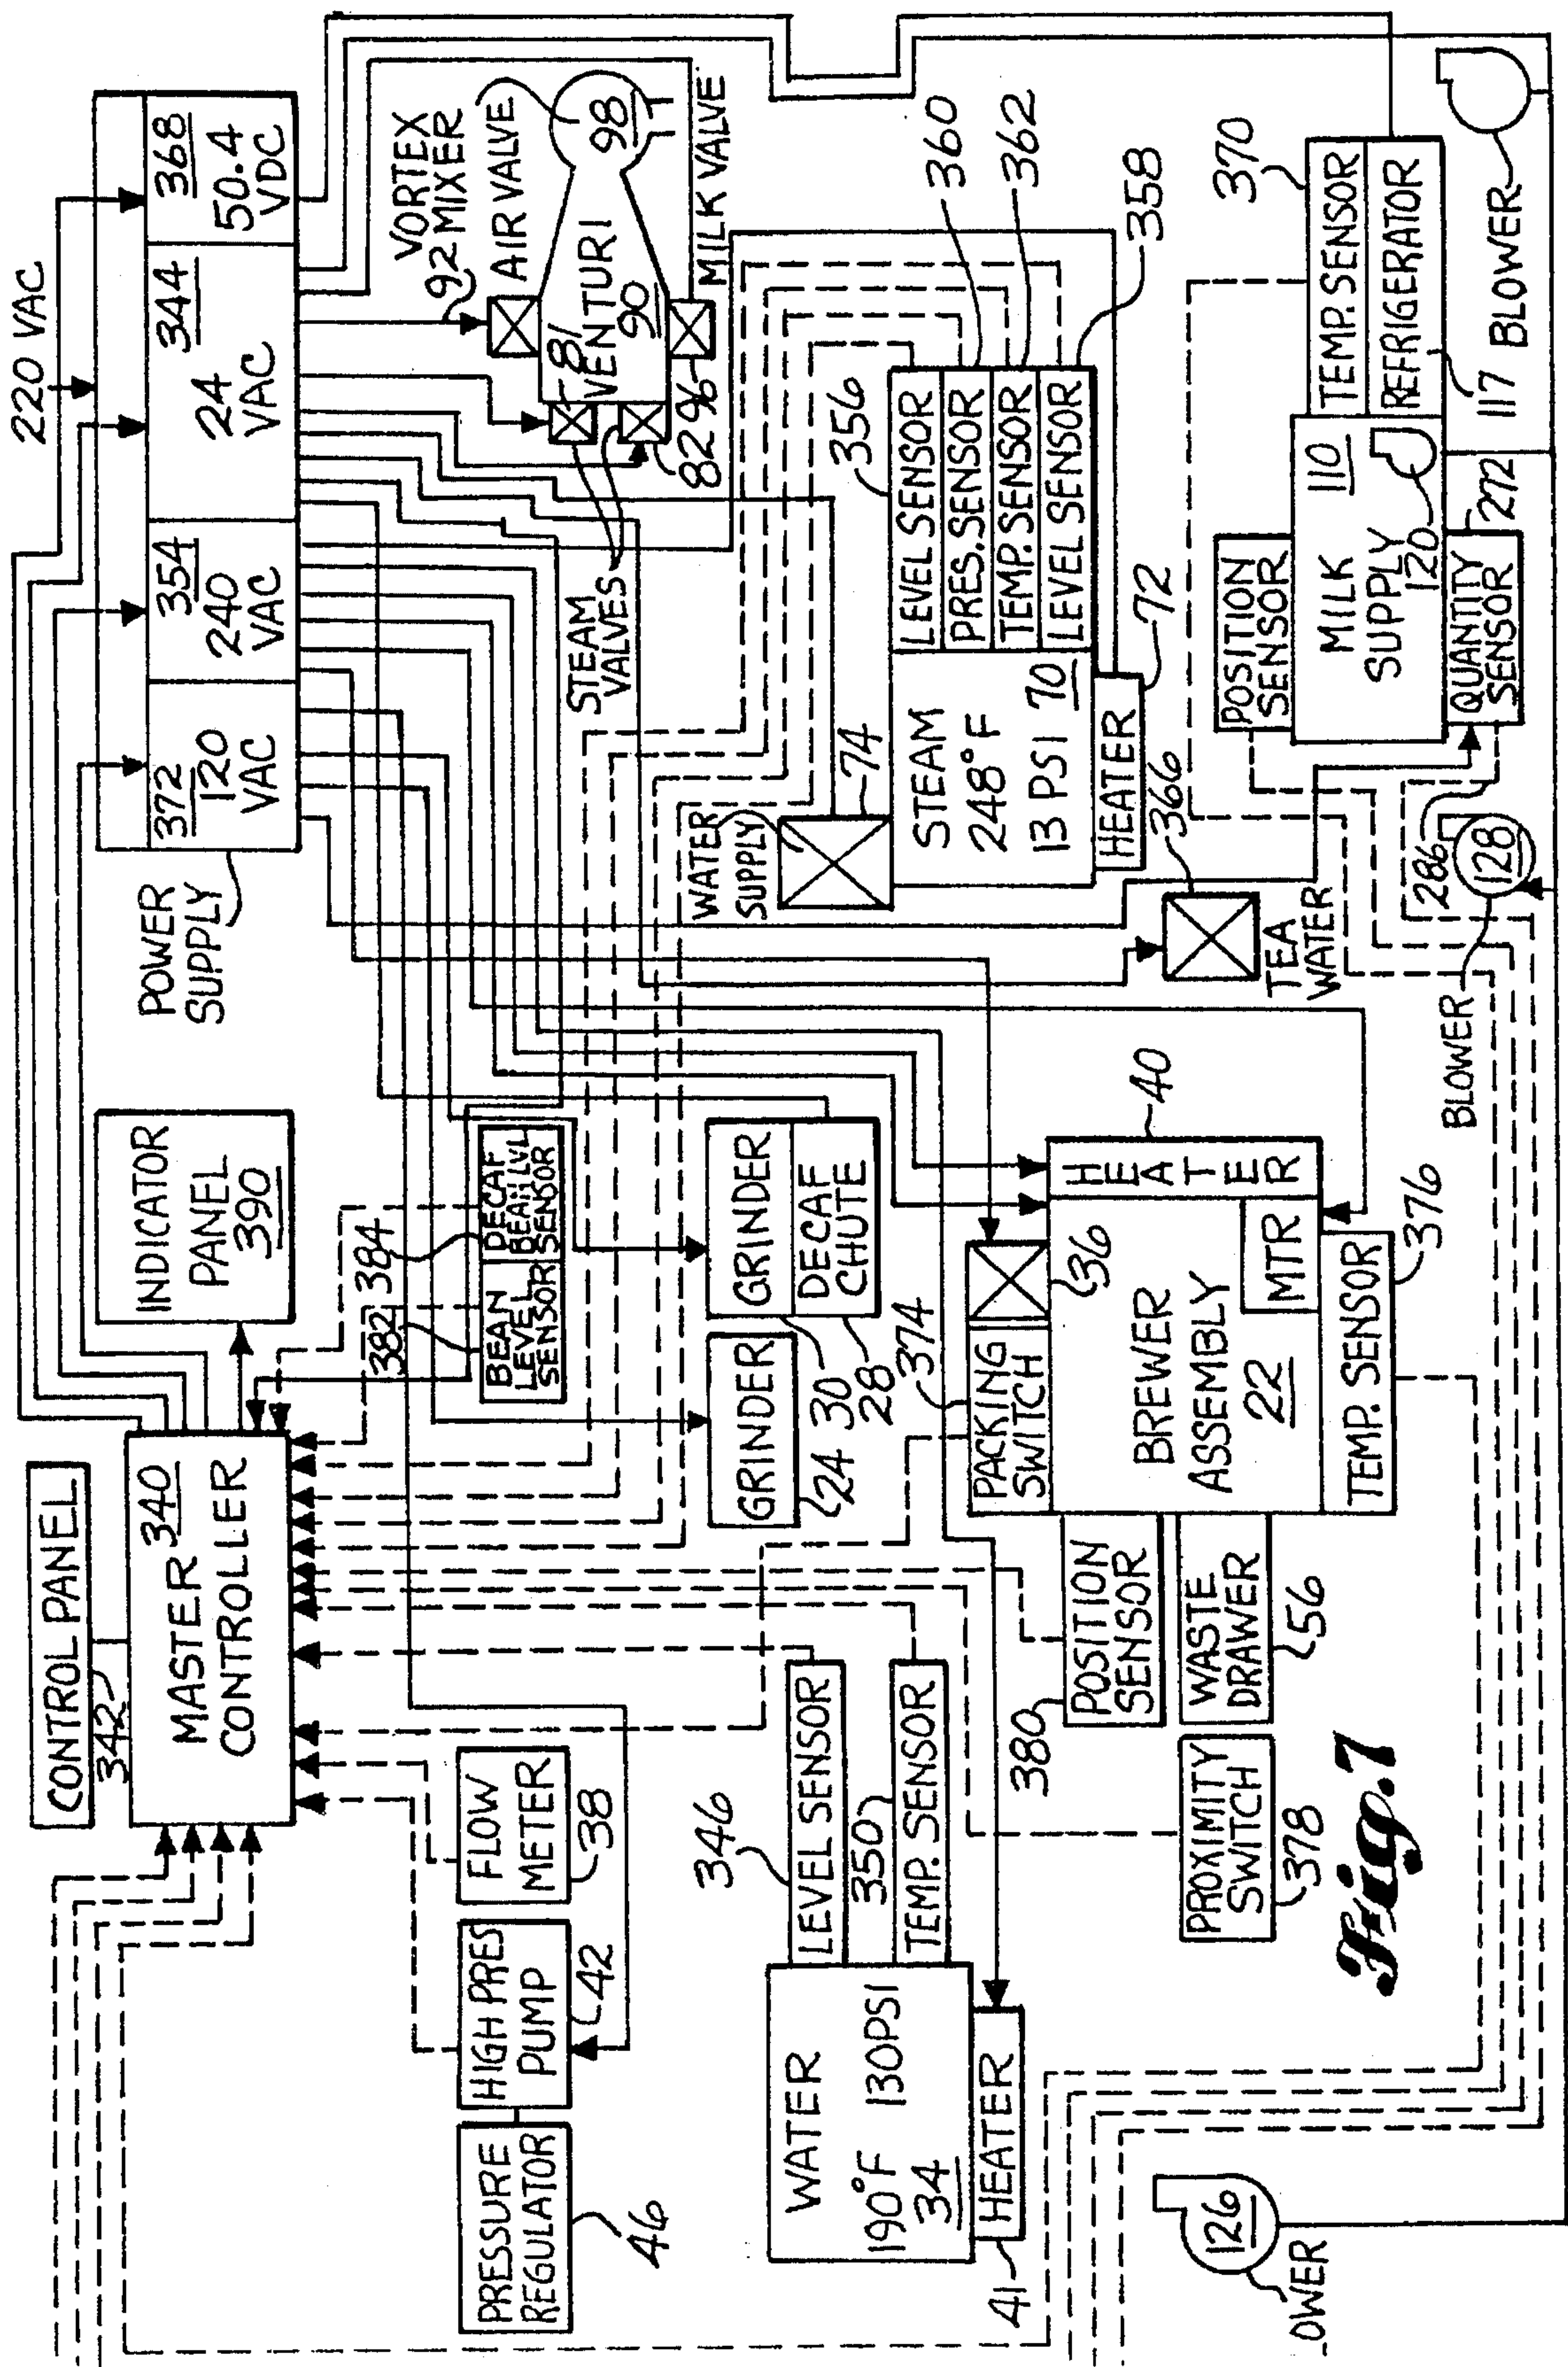 CONTROL PANEL
342
MASTER 340
CONTROLLER
INDICATOR
PANEL
390
POWER
SUPPLY
220 VAC
372
120
VAC
354
240
VAC
344
24
VAC
368
50.4
VDC
PRESSURE
REGULATOR
46
HIGH PRES
PUMP
42
FLOW
METER
38
382
384
BEAN
LEVEL
SENSOR
DECAF
BEAN LVL
SENSOR
STEAM
VALVES
VORTEX
92 MIXER
AIR VALVE
98
81
VENTURI
90
82
96
MILK VALVE
WATER
190°F 130PSI
34
HEATER
41
LEVEL SENSOR
346
TEMP. SENSOR
350
GRINDER
24
GRINDER
30
DECAF
CHUTE
28
WATER
SUPPLY
74
STEAM
248°F
13 PSI 70
HEATER
72
LEVEL SENSOR
PRES. SENSOR
TEMP. SENSOR
LEVEL SENSOR
356
360
362
358
PACKING
SWITCH
374
36
HEATER
40
BREWER
ASSEMBLY
22
MTR
TEMP. SENSOR
376
POSITION
SENSOR
380
WASTE
DRAWER
56
PROXIMITY
SWITCH
378
366
TEA
WATER
POSITION
SENSOR
MILK 110
SUPPLY
120
QUANTITY
SENSOR
272
286
TEMP. SENSOR
REFRIGERATOR
370
117
BLOWER
BLOWER
128
126
OWER
Fig.7